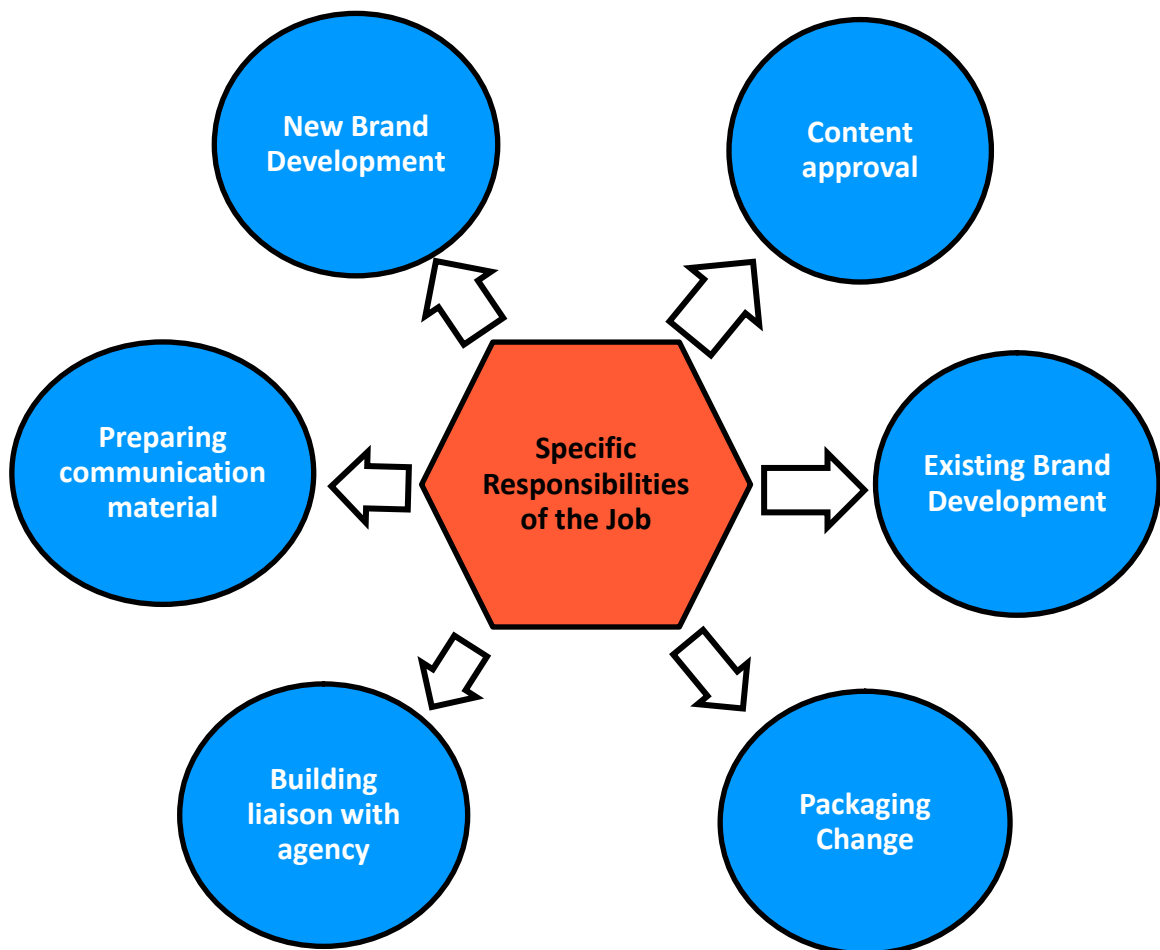 New Brand
Development
Content
approval
Preparing
communication
material
Specific
Responsibilities
of the Job
Existing Brand
Development
Building
liaison with
agency
Packaging
Change